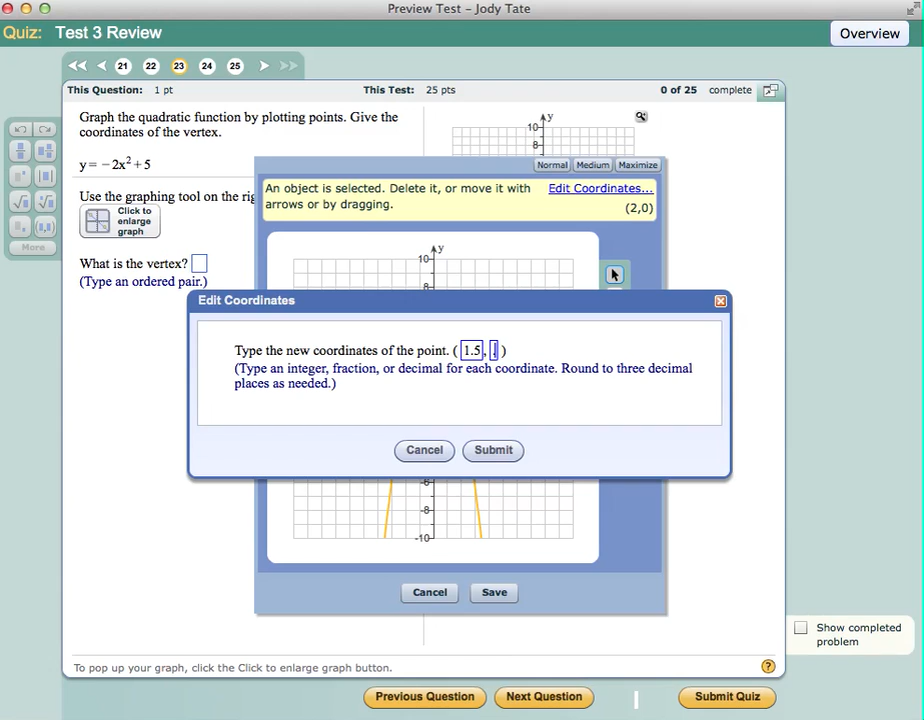 Preview Test - Jody Tate
Quiz: Test 3 Review
Overview
21 22 23 24 25
This Question: 1 pt This Test: 25 pts 0 of 25 complete
Graph the quadratic function by plotting points. Give the
coordinates of the vertex.
y = − 2x² + 5
Use the graphing tool on the rig
Click to
enlarge
graph
What is the vertex?
(Type an ordered pair.)
More
y
10
8
Normal Medium Maximize
An object is selected. Delete it, or move it with
arrows or by dragging.
Edit Coordinates...
(2,0)
y
10
8
Edit Coordinates
Type the new coordinates of the point. ( 1.5 , )
(Type an integer, fraction, or decimal for each coordinate. Round to three decimal
places as needed.)
Cancel Submit
-6
-8
-10
Cancel Save
Show completed
problem
To pop up your graph, click the Click to enlarge graph button.
?
Previous Question Next Question Submit Quiz